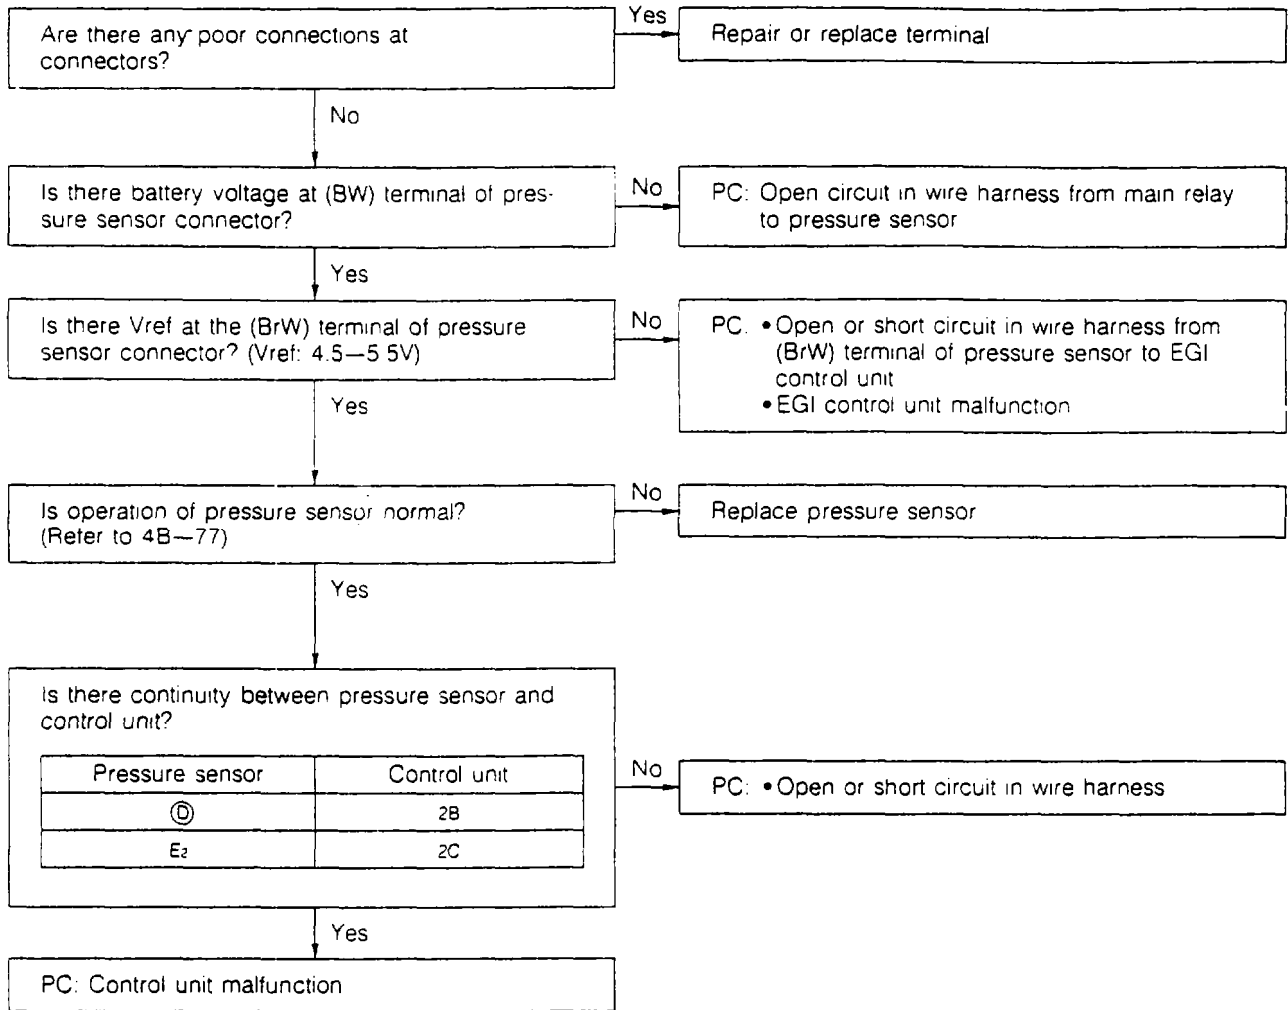 Are there any poor connections at
connectors?
Yes
Repair or replace terminal
No
Is there battery voltage at (BW) terminal of pres-
sure sensor connector?
No
PC: Open circuit in wire harness from main relay
to pressure sensor
Yes
Is there Vref at the (BrW) terminal of pressure
sensor connector? (Vref: 4.5—5 5V)
No
PC. • Open or short circuit in wire harness from
(BrW) terminal of pressure sensor to EGI
control unit
• EGI control unit malfunction
Yes
Is operation of pressure sensor normal?
(Refer to 4B—77)
No
Replace pressure sensor
Yes
Is there continuity between pressure sensor and
control unit?
Pressure sensor Control unit
Ⓓ 2B
E2 2C
No
PC: • Open or short circuit in wire harness
Yes
PC: Control unit malfunction